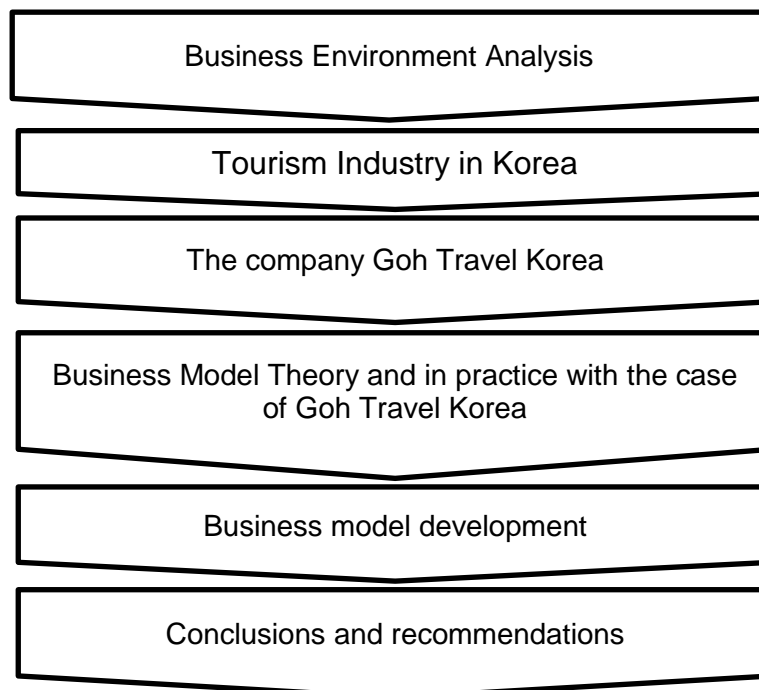 Business Environment Analysis
Tourism Industry in Korea
The company Goh Travel Korea
Business Model Theory and in practice with the case
of Goh Travel Korea
Business model development
Conclusions and recommendations